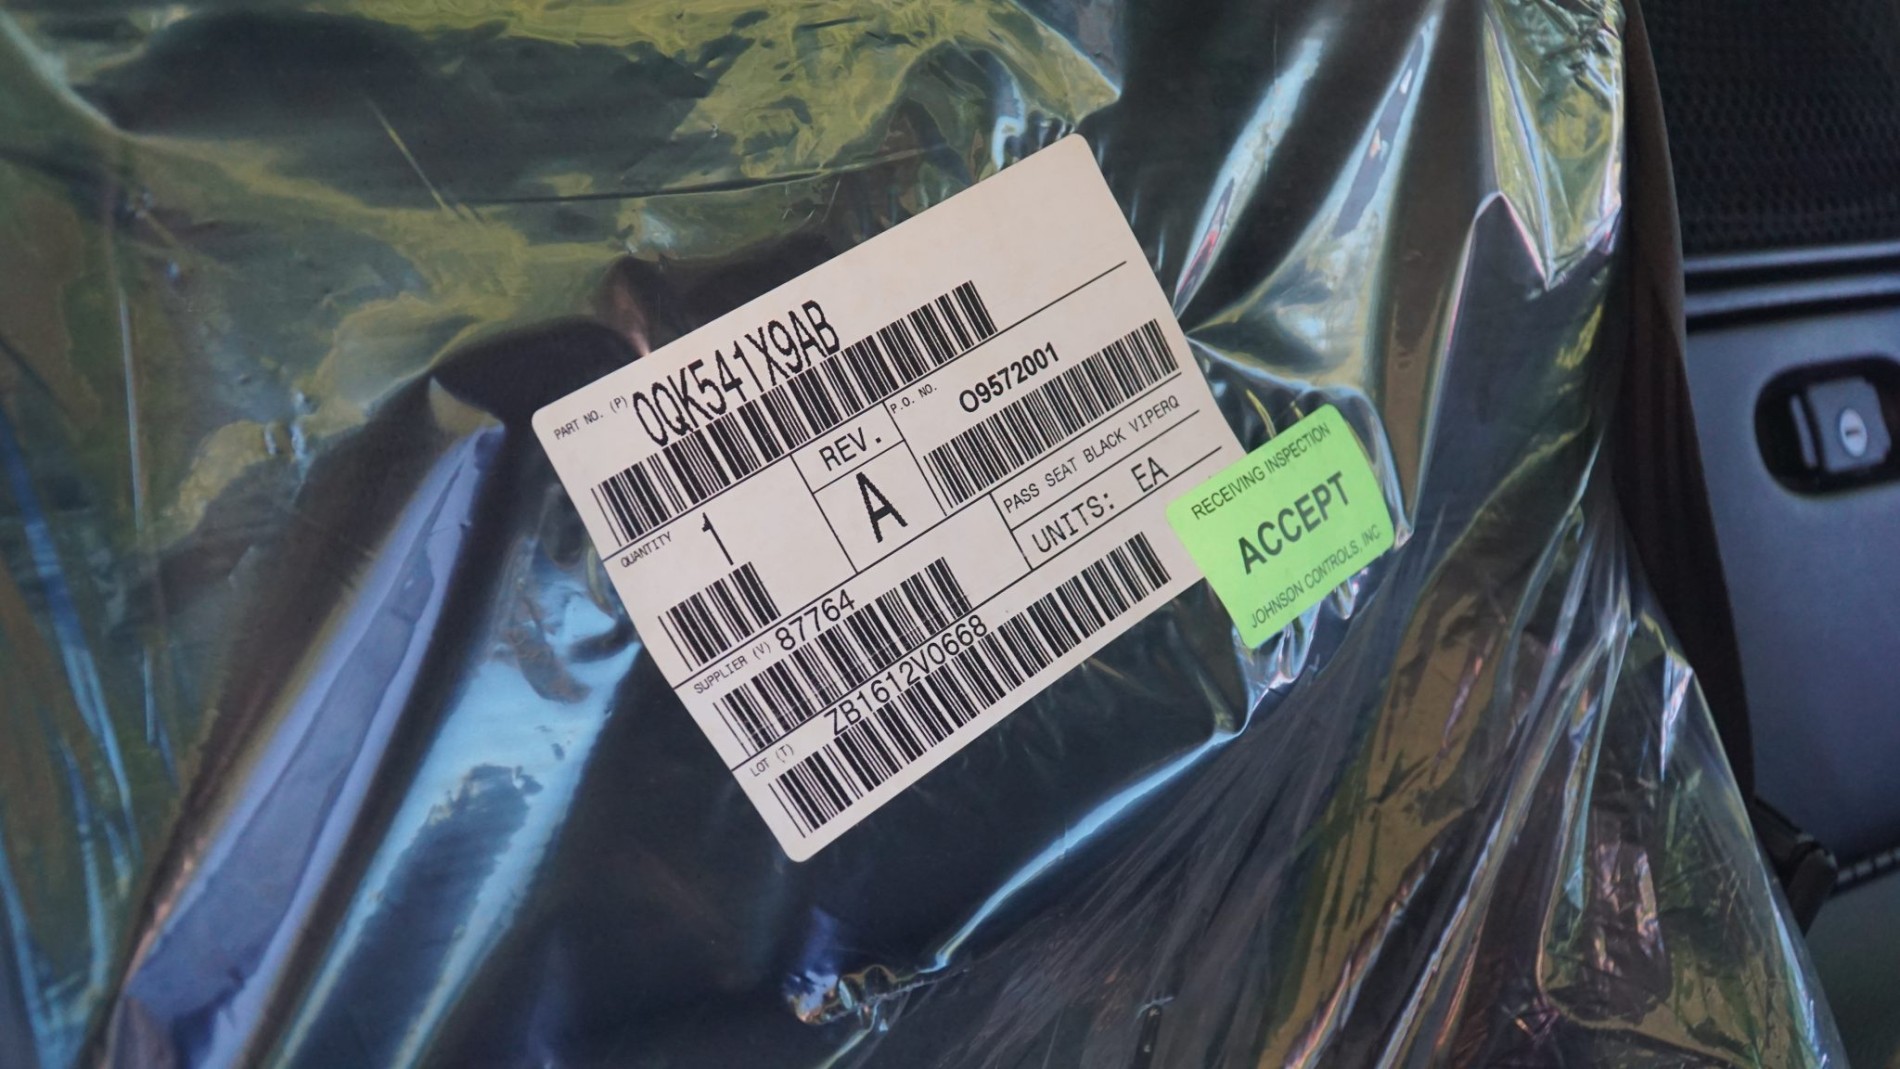 PART NO. (P) 0QK541X9AB
QUANTITY 1
REV.
A
P.O. NO. 09572001
PASS SEAT BLACK VIPERQ
UNITS: EA
SUPPLIER (V) 87764
LOT (T) ZB1612V0668
RECEIVING INSPECTION
ACCEPT
JOHNSON CONTROLS, INC.